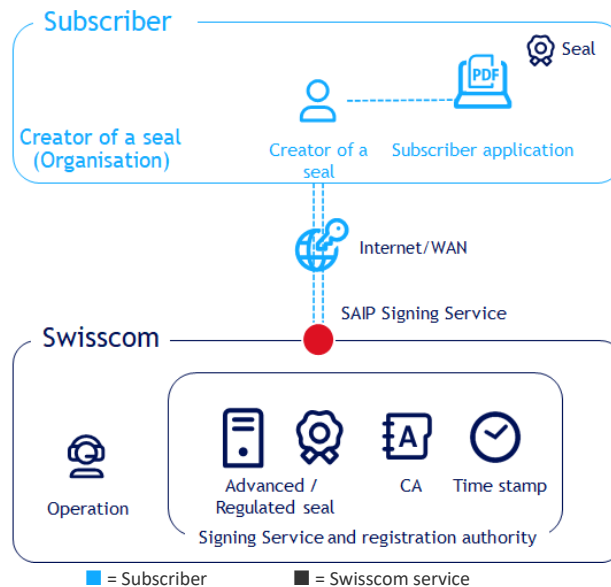 Subscriber
Seal
PDF
Creator of a seal
(Organisation)
Creator of a
seal
Subscriber application
Internet/WAN
SAIP Signing Service
Swisscom
A
Operation
Advanced /
Regulated seal
CA
Time stamp
Signing Service and registration authority
= Subscriber
= Swisscom service